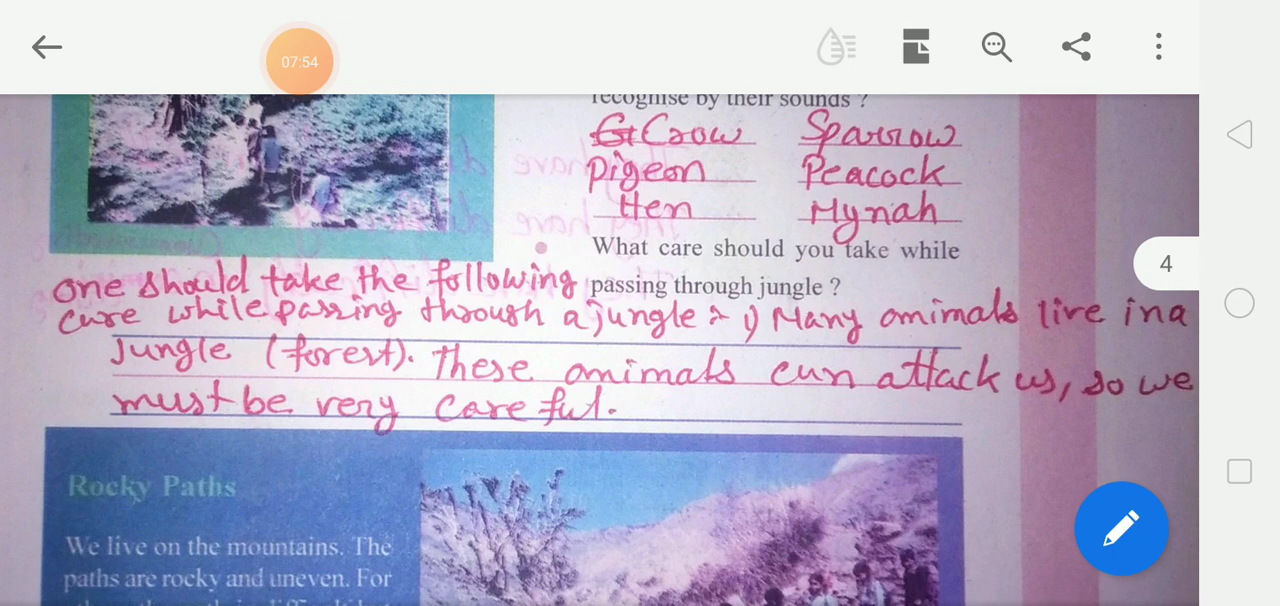 07:54
recognise by their sounds ?
Crow Sparrow
Pigeon Peacock
Hen Mynah
What care should you take while
passing through jungle ?
4
one should take the following
care while passing through a jungle :- 1) Many animals live in a
Jungle (forest). These animals can attack us, so we
must be very careful.
Rocky Paths
We live on the mountains. The
paths are rocky and uneven. For